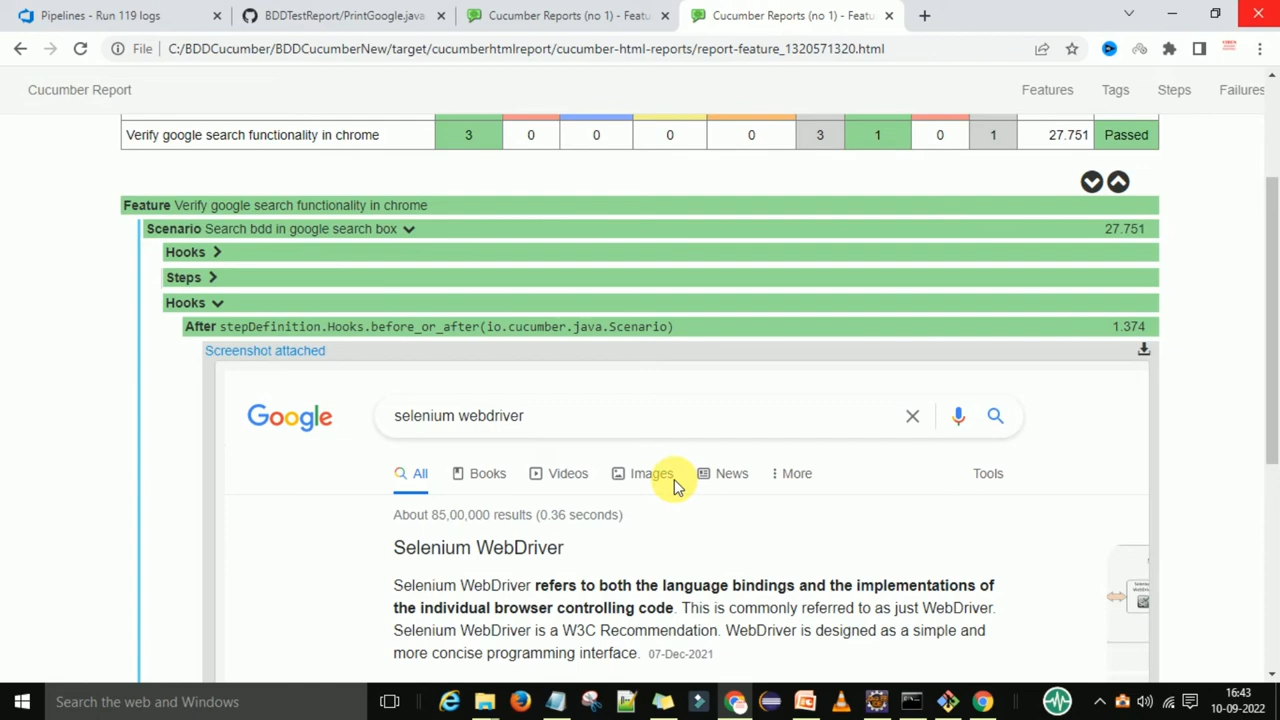 Pipelines - Run 119 logs
BDDTestReport/PrintGoogle.java
Cucumber Reports (no 1) - Featu
Cucumber Reports (no 1) - Featu
File
C:/BDDCucumber/BDDCucumberNew/target/cucumberhtmlreport/cucumber-html-reports/report-feature_1320571320.html
Cucumber Report
Features
Tags
Steps
Failures
Verify google search functionality in chrome 3 0 0 0 0 3 1 0 1 27.751 Passed
Feature Verify google search functionality in chrome
Scenario Search bdd in google search box 27.751
Hooks
Steps
Hooks
After stepDefinition.Hooks.before_or_after(io.cucumber.java.Scenario) 1.374
Screenshot attached
Google
selenium webdriver
All
Books
Videos
Images
News
More
Tools
About 85,00,000 results (0.36 seconds)
Selenium WebDriver
Selenium WebDriver refers to both the language bindings and the implementations of
the individual browser controlling code. This is commonly referred to as just WebDriver.
Selenium WebDriver is a W3C Recommendation. WebDriver is designed as a simple and
more concise programming interface. 07-Dec-2021
Search the web and Windows
16:43
10-09-2022